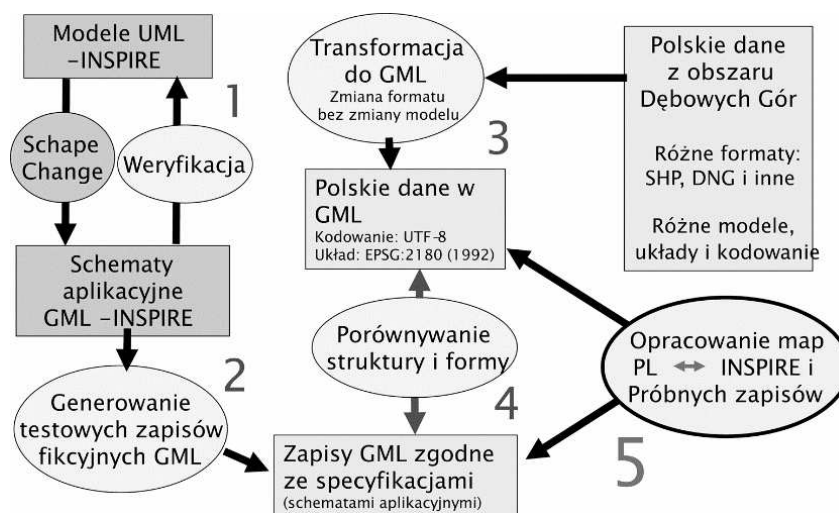 Modele UML
-INSPIRE
1
Schape
Change
Weryfikacja
Schematy
aplikacyjne
GML -INSPIRE
2
Generowanie
testowych zapisów
fikcyjnych GML
Transformacja
do GML
Zmiana formatu
bez zmiany modelu
3
Polskie dane w
GML
Kodowanie: UTF-8
Układ: EPSG:2180 (1992)
Porównywanie
struktury i formy
4
Zapisy GML zgodne
ze specyfikacjami
(schematami aplikacyjnymi)
Polskie dane
z obszaru
Dębowych Gór
Różne formaty:
SHP, DNG i inne
Różne modele,
układy i kodowanie
Opracowanie map
PL INSPIRE i
Próbnych zapisów
5